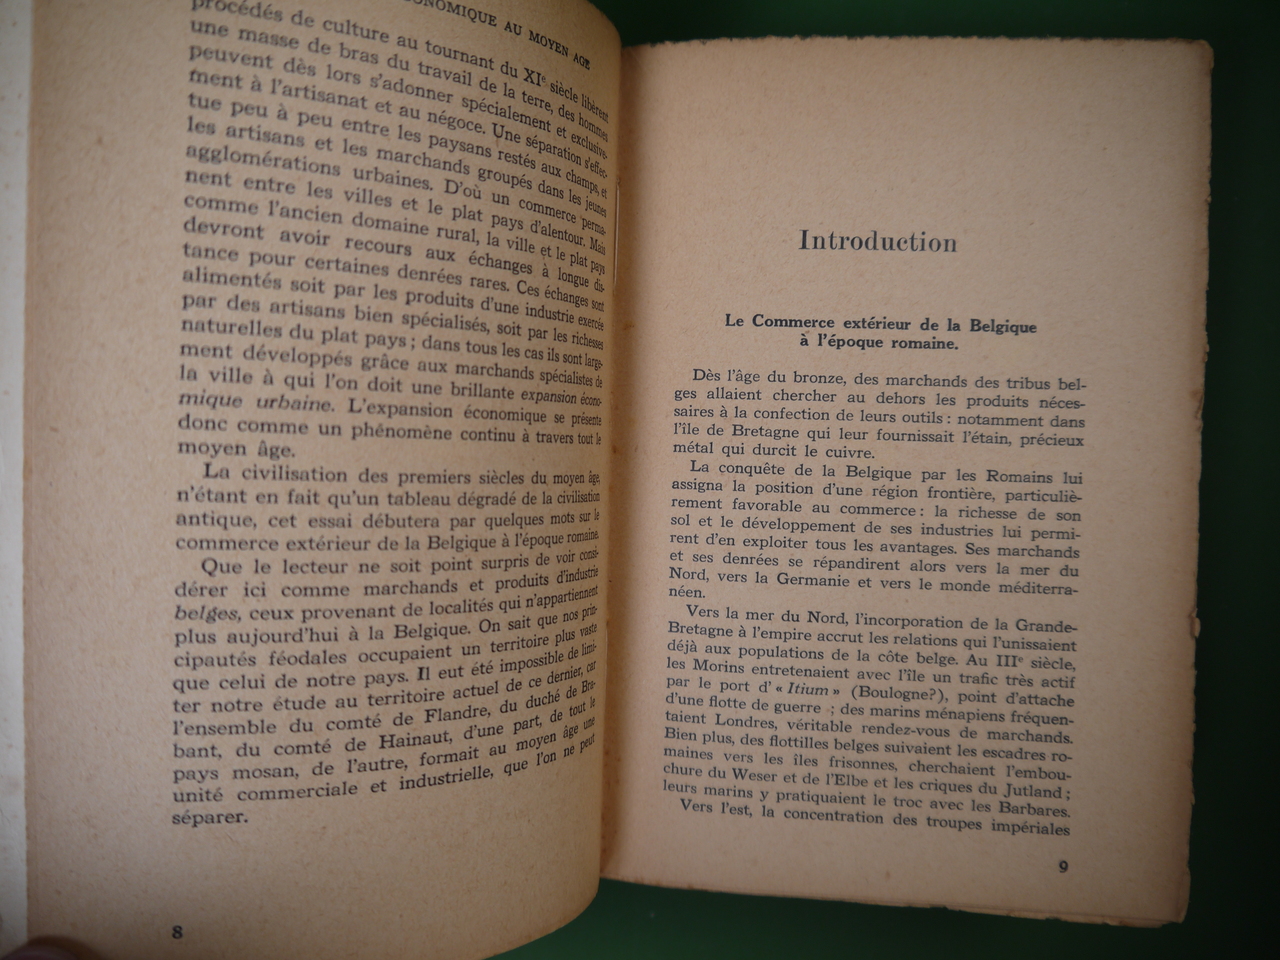 ONOMIQUE AU MOYEN AGE
procédés de culture au tournant du XIe siècle libèrent
une masse de bras du travail de la terre, des hommes
peuvent dès lors s'adonner spécialement et exclusive-
ment à l'artisanat et au négoce. Une séparation s'effec-
tue peu à peu entre les paysans restés aux champs, et
les artisans et les marchands groupés dans les jeunes
agglomérations urbaines. D'où un commerce perma-
nent entre les villes et le plat pays d'alentour. Mais
comme l'ancien domaine rural, la ville et le plat pays
devront avoir recours aux échanges à longue dis-
tance pour certaines denrées rares. Ces échanges sont
alimentés soit par les produits d'une industrie exercée
par des artisans bien spécialisés, soit par les richesses
naturelles du plat pays ; dans tous les cas ils sont large-
ment développés grâce aux marchands spécialistes de
la ville à qui l'on doit une brillante expansion écono-
mique urbaine. L'expansion économique se présente
donc comme un phénomène continu à travers tout le
moyen âge.
La civilisation des premiers siècles du moyen âge,
n'étant en fait qu'un tableau dégradé de la civilisation
antique, cet essai débutera par quelques mots sur le
commerce extérieur de la Belgique à l'époque romaine.
Que le lecteur ne soit point surpris de voir consi-
dérer ici comme marchands et produits d'industrie
belges, ceux provenant de localités qui n'appartiennent
plus aujourd'hui à la Belgique. On sait que nos prin-
cipautés féodales occupaient un territoire plus vaste
que celui de notre pays. Il eut été impossible de limi-
ter notre étude au territoire actuel de ce dernier, car
l'ensemble du comté de Flandre, du duché de Bra-
bant, du comté de Hainaut, d'une part, de tout le
pays mosan, de l'autre, formait au moyen âge une
unité commerciale et industrielle, que l'on ne peut
séparer.
8
Introduction
Le Commerce extérieur de la Belgique
à l'époque romaine.
Dès l'âge du bronze, des marchands des tribus bel-
ges allaient chercher au dehors les produits néces-
saires à la confection de leurs outils : notamment dans
l'île de Bretagne qui leur fournissait l'étain, précieux
métal qui durcit le cuivre.
La conquête de la Belgique par les Romains lui
assigna la position d'une région frontière, particuliè-
rement favorable au commerce : la richesse de son
sol et le développement de ses industries lui permi-
rent d'en exploiter tous les avantages. Ses marchands
et ses denrées se répandirent alors vers la mer du
Nord, vers la Germanie et vers le monde méditerra-
néen.
Vers la mer du Nord, l'incorporation de la Grande-
Bretagne à l'empire accrut les relations qui l'unissaient
déjà aux populations de la côte belge. Au IIIe siècle,
les Morins entretenaient avec l'île un trafic très actif
par le port d' « Itium » (Boulogne?), point d'attache
d'une flotte de guerre ; des marins ménapiens fréquen-
taient Londres, véritable rendez-vous de marchands.
Bien plus, des flottilles belges suivaient les escadres ro-
maines vers les îles frisonnes, cherchaient l'embou-
chure du Weser et de l'Elbe et les criques du Jutland ;
leurs marins y pratiquaient le troc avec les Barbares.
Vers l'est, la concentration des troupes impériales
9